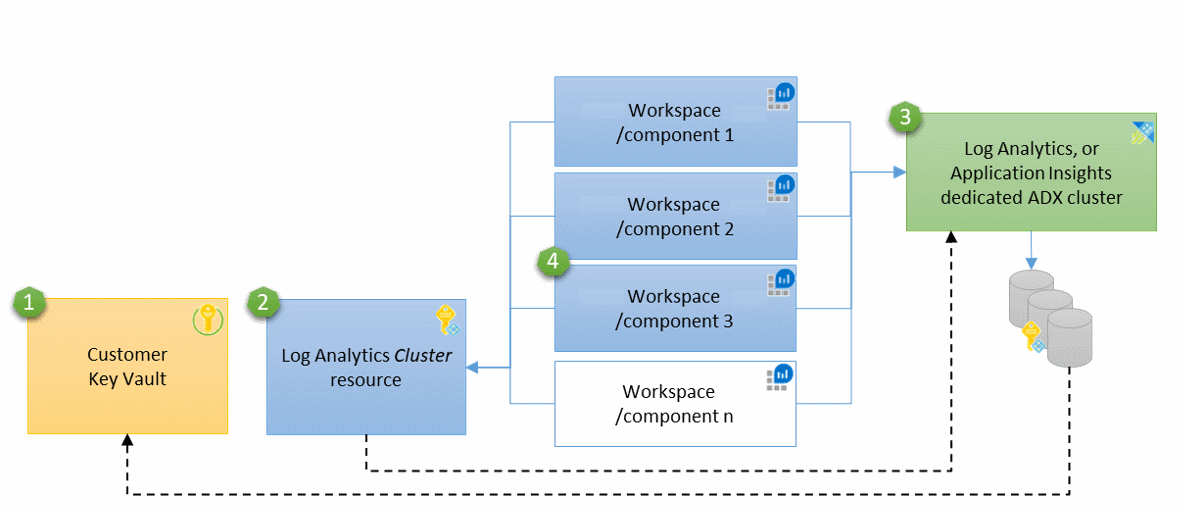 Workspace
/component 1
3
Log Analytics, or
Application Insights
dedicated ADX cluster
Workspace
/component 2
4
Workspace
/component 3
1
Customer
Key Vault
2
Log Analytics Cluster
resource
Workspace
/component n